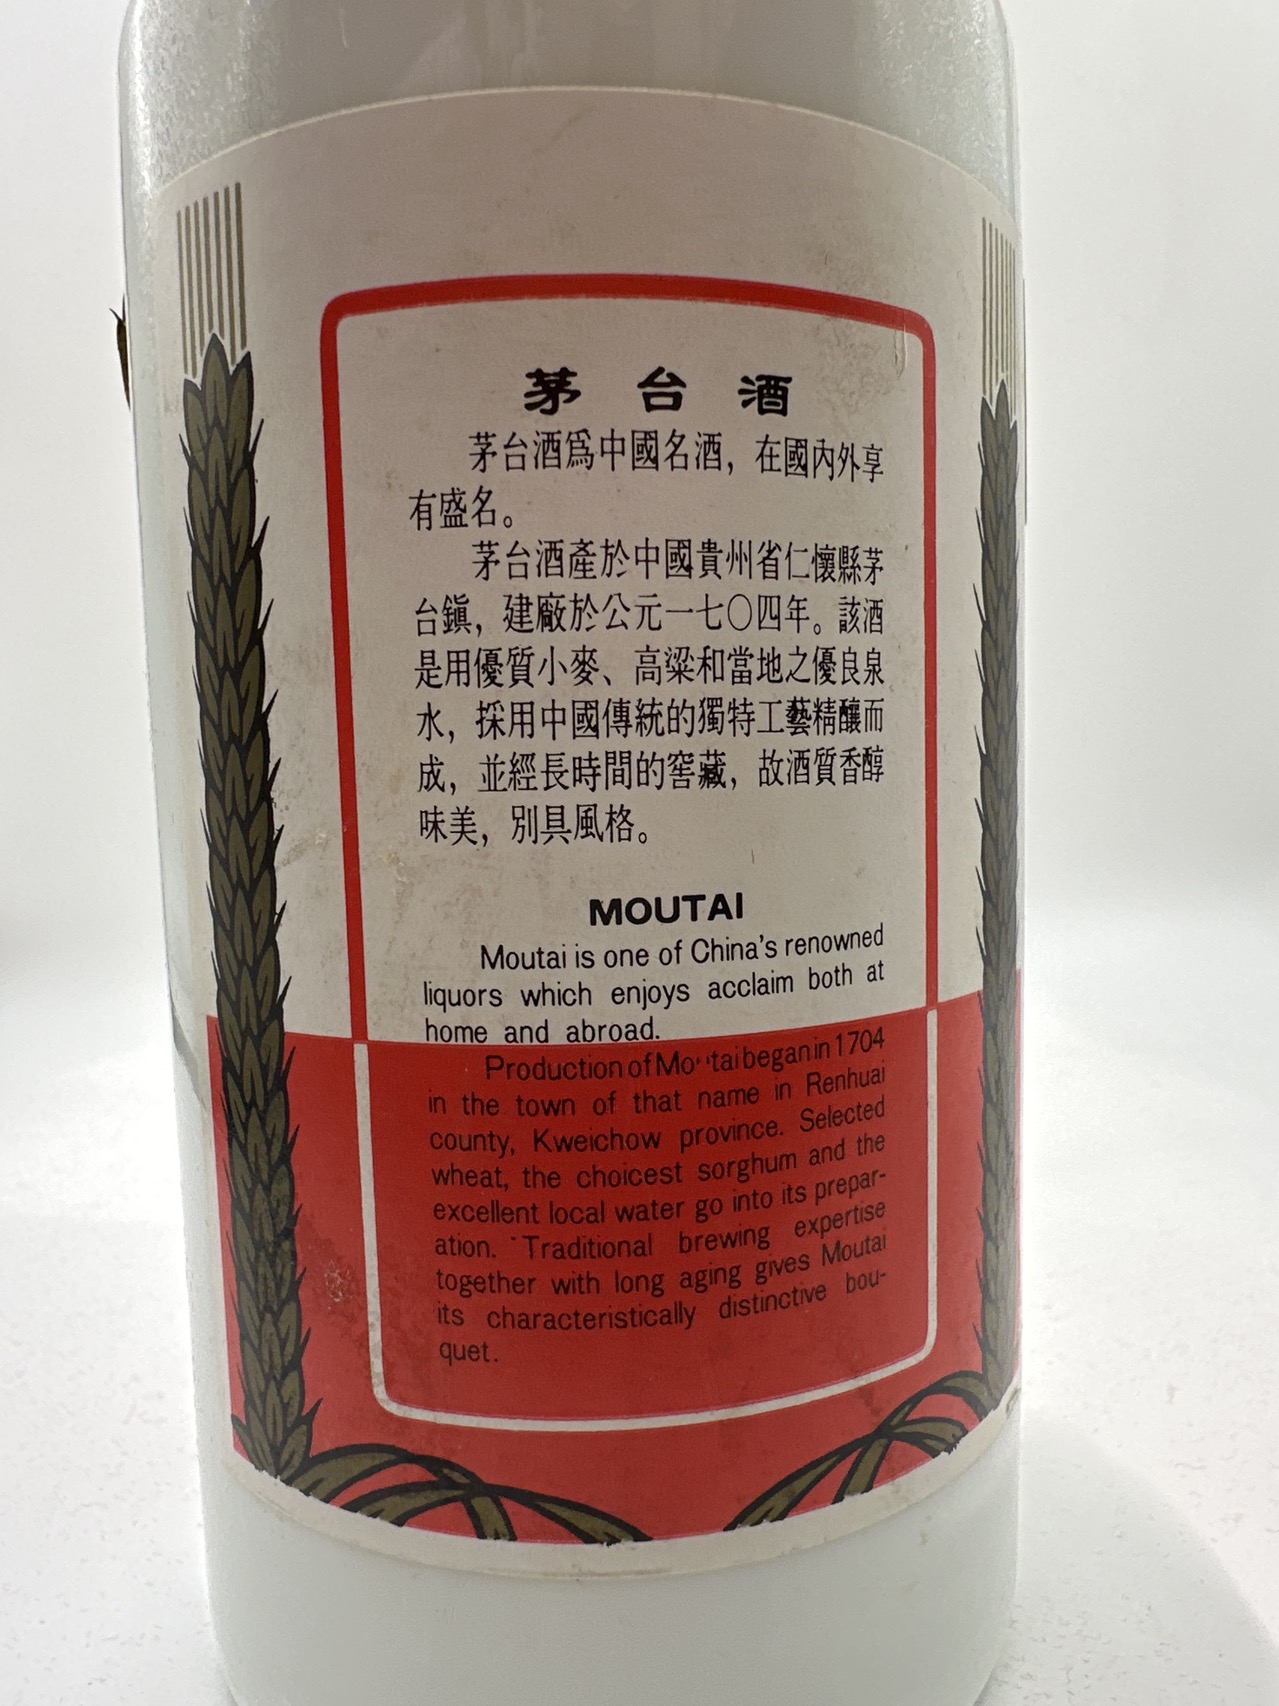 茅台酒
茅台酒爲中國名酒，在國內外享
有盛名。
茅台酒產於中國貴州省仁懷縣茅
台鎭，建廠於公元一七〇四年。該酒
是用優質小麥、高粱和當地之優良泉
水，採用中國傳統的獨特工藝精釀而
成，並經長時間的窖藏，故酒質香醇
味美，別具風格。
MOUTAI
Moutai is one of China's renowned
liquors which enjoys acclaim both at
home and abroad.
Production of Moutai began in 1704
in the town of that name in Renhuai
county, Kweichow province. Selected
wheat, the choicest sorghum and the
excellent local water go into its prepar-
ation. Traditional brewing expertise
together with long aging gives Moutai
its characteristically distinctive bou-
quet.